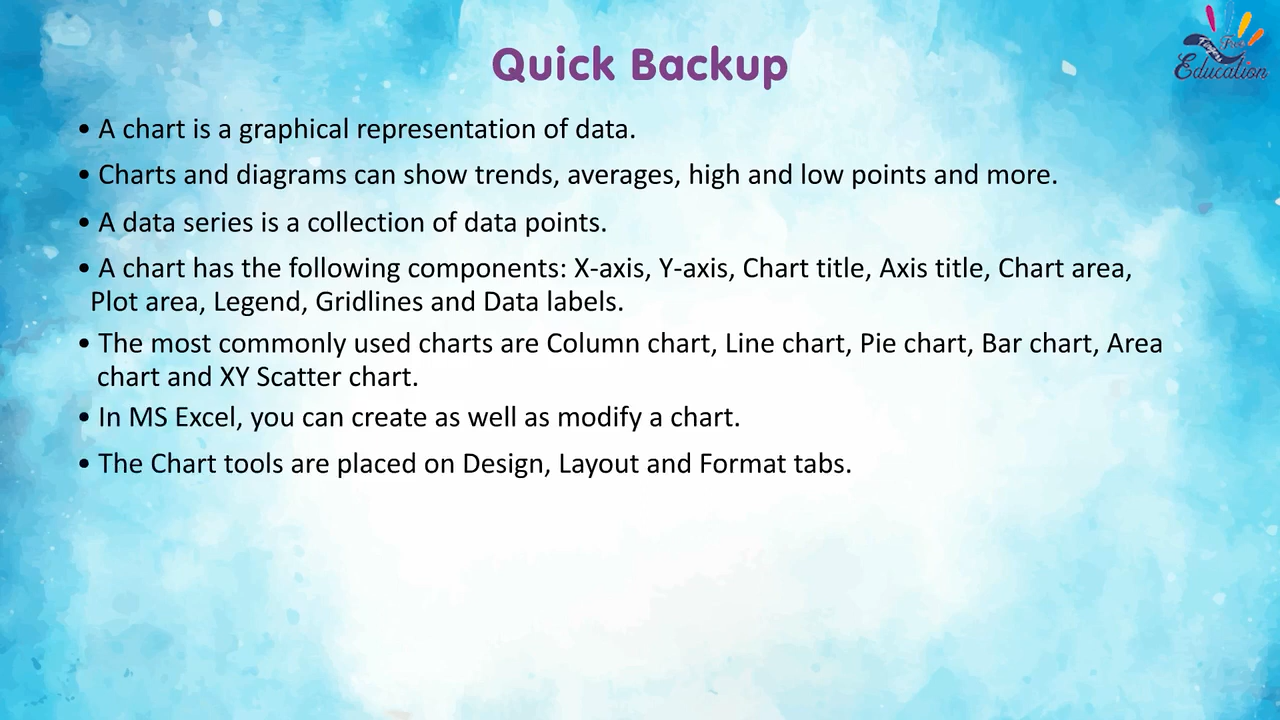 Quick Backup
Education
• A chart is a graphical representation of data.
• Charts and diagrams can show trends, averages, high and low points and more.
• A data series is a collection of data points.
• A chart has the following components: X-axis, Y-axis, Chart title, Axis title, Chart area,
Plot area, Legend, Gridlines and Data labels.
• The most commonly used charts are Column chart, Line chart, Pie chart, Bar chart, Area
chart and XY Scatter chart.
• In MS Excel, you can create as well as modify a chart.
• The Chart tools are placed on Design, Layout and Format tabs.